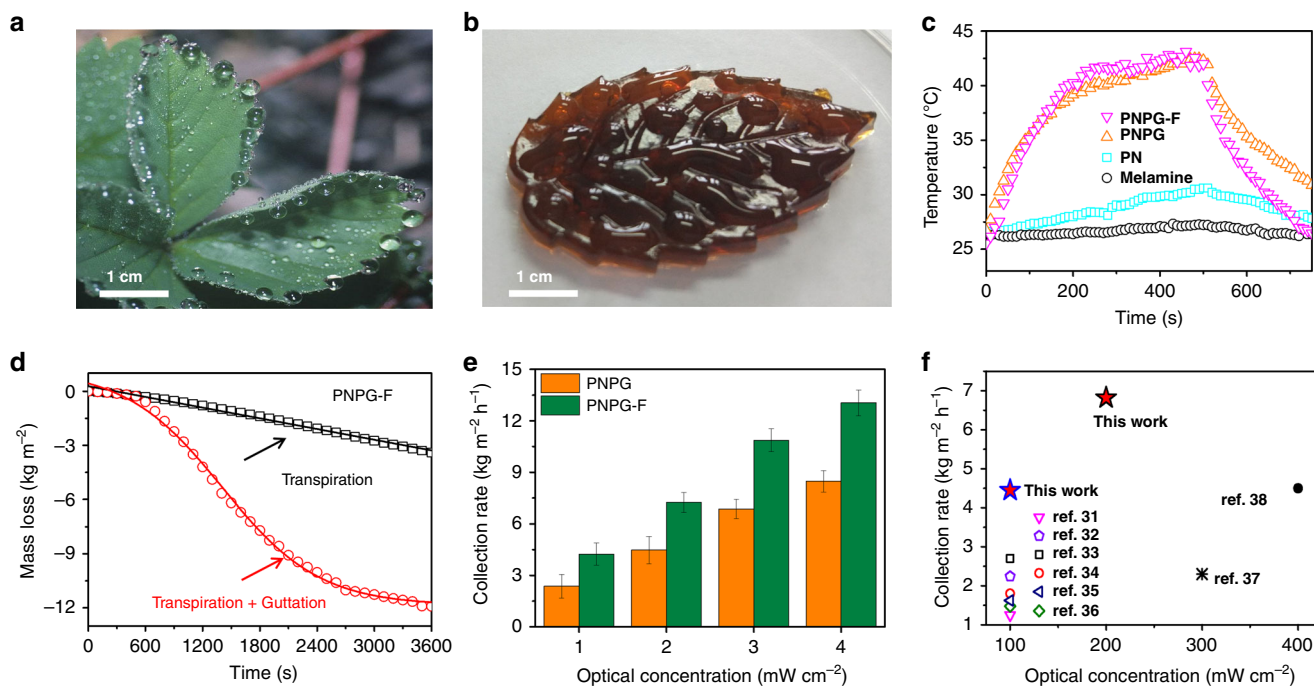 a
1 cm
b
1 cm
c
45
40
35
30
25
Temperature (°C)
PNPG-F
PNPG
PN
Melamine
0
200
400
600
Time (s)
d
0
−3
−6
−9
−12
Mass loss (kg m−2)
PNPG-F
Transpiration
Transpiration + Guttation
0
600
1200
1800
2400
3000
3600
Time (s)
e
15
12
9
6
3
0
Collection rate (kg m−2 h−1)
PNPG
PNPG-F
1
2
3
4
Optical concentration (mW cm−2)
f
7
6
5
4
3
2
1
Collection rate (kg m−2 h−1)
This work
This work
ref. 31
ref. 32
ref. 33
ref. 34
ref. 35
ref. 36
ref. 38
ref. 37
100
200
300
400
Optical concentration (mW cm−2)